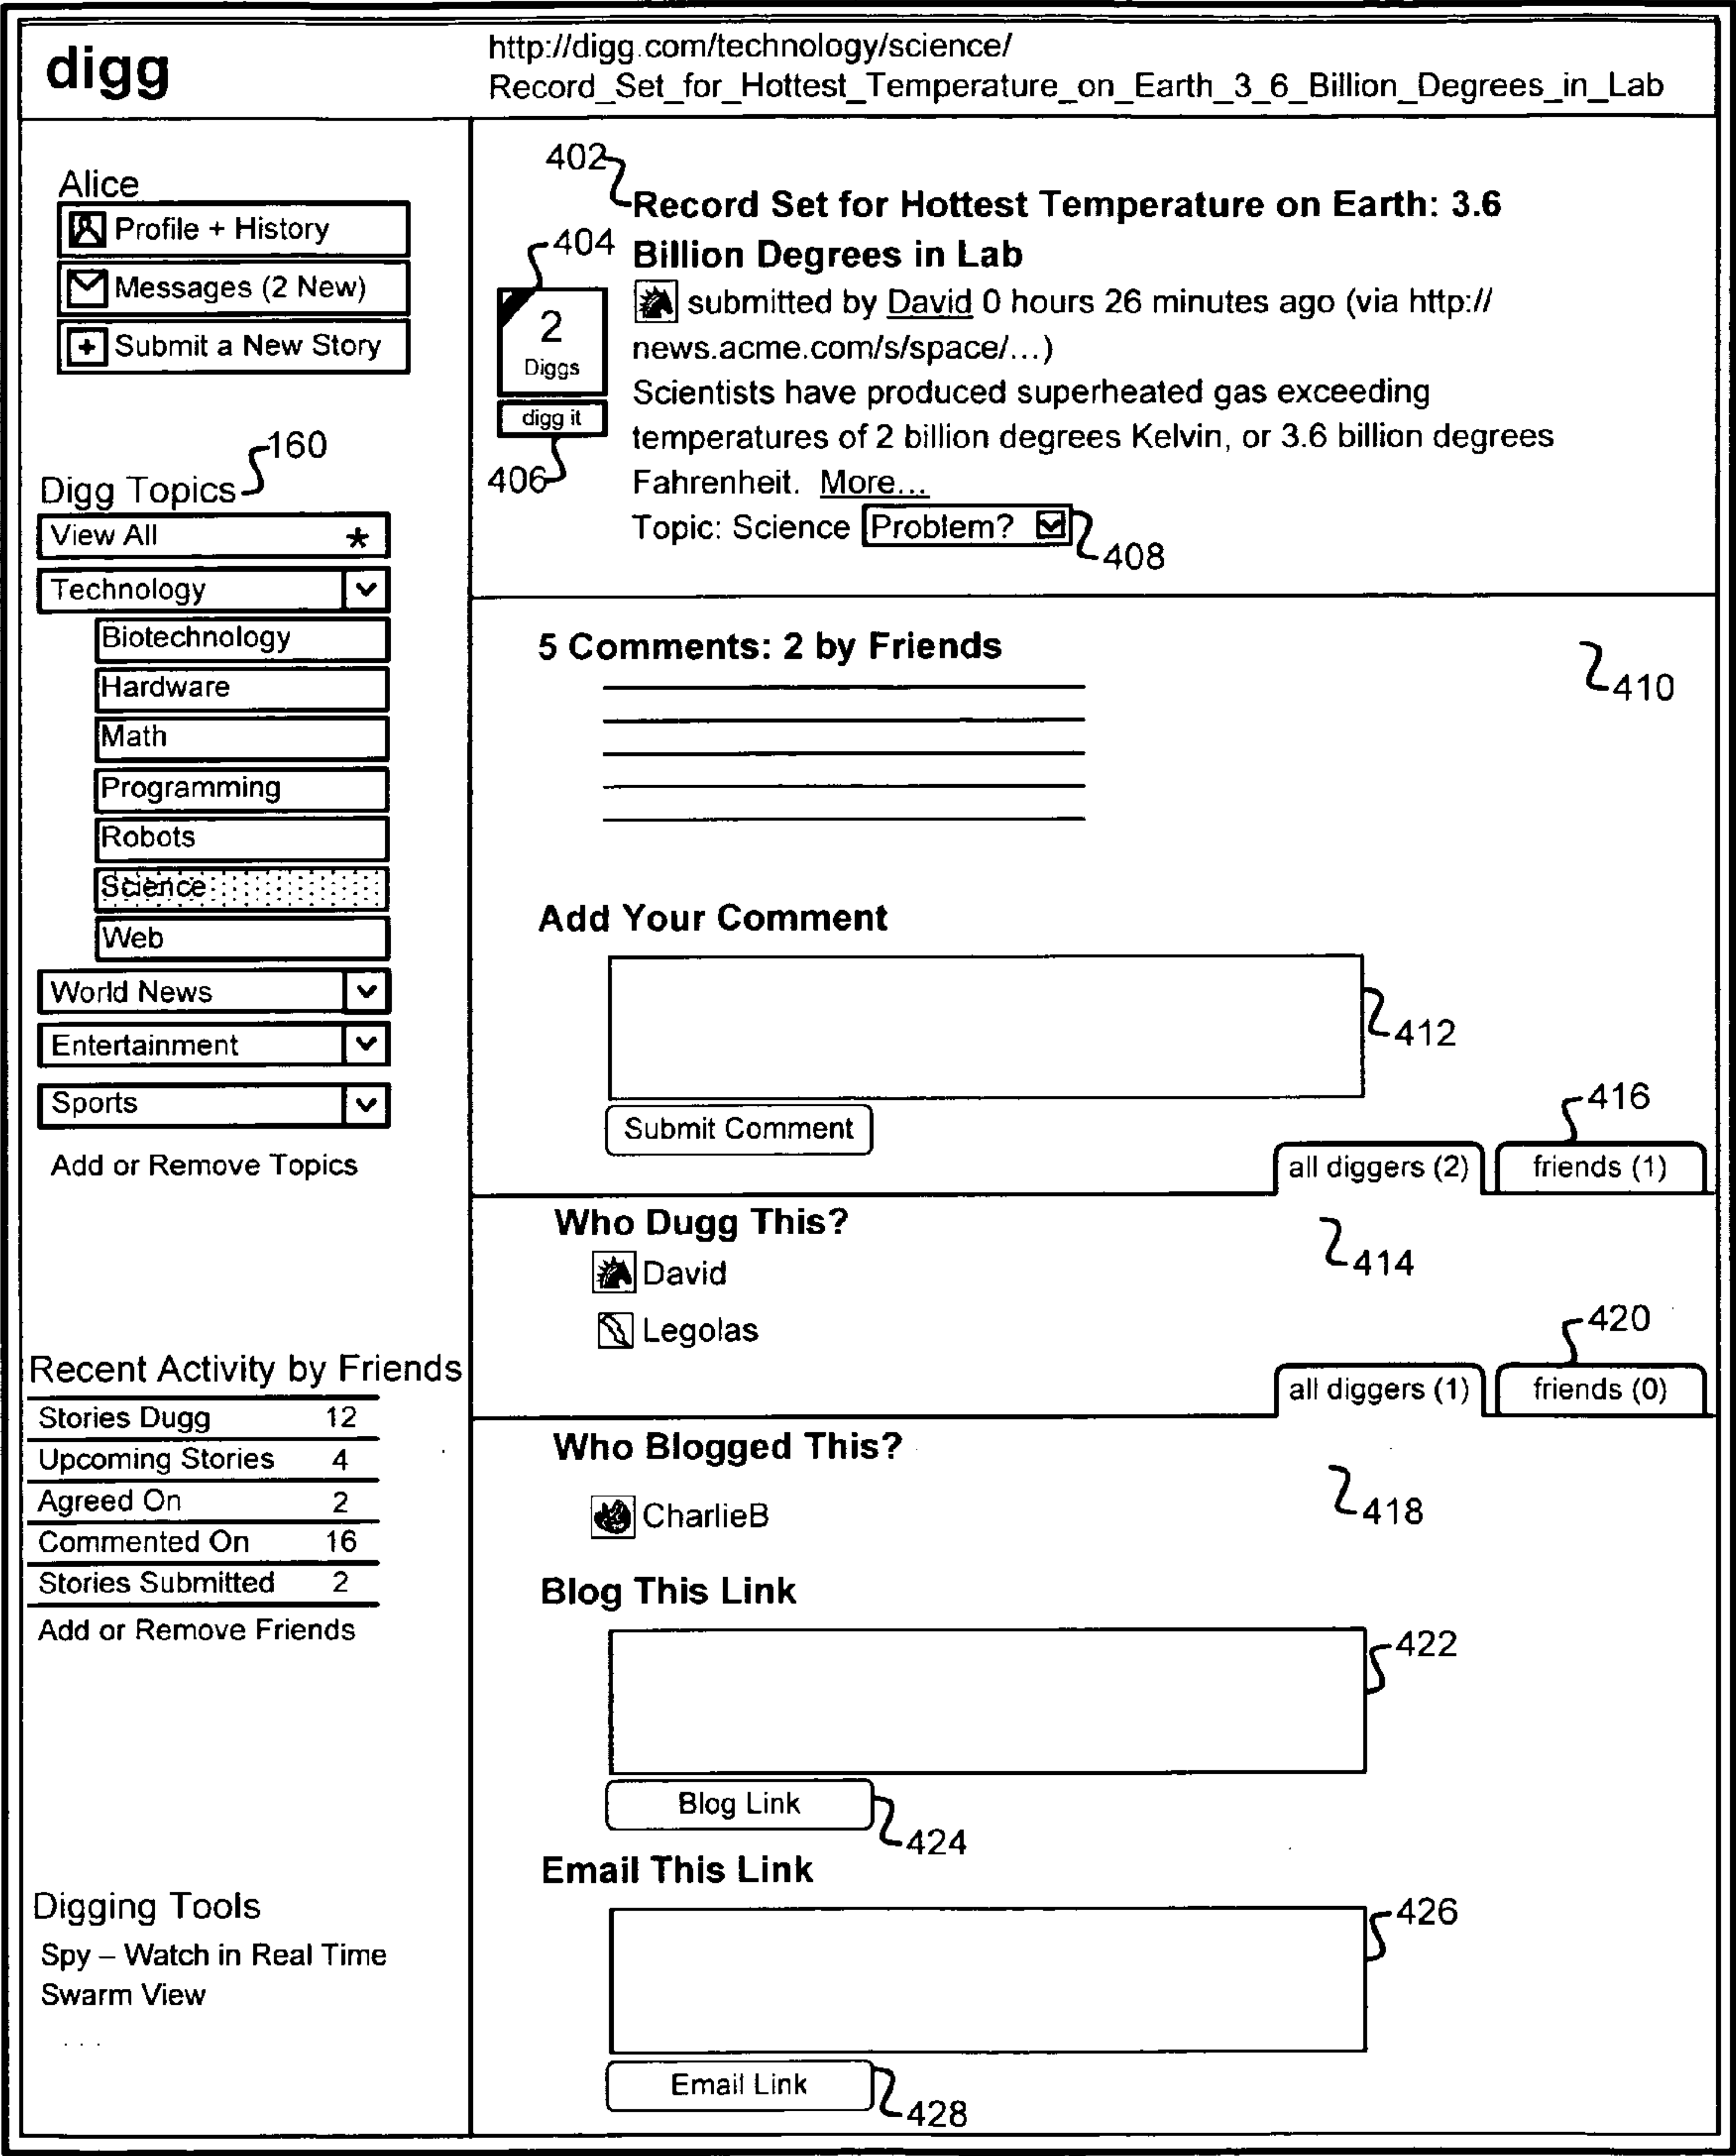 digg
http://digg.com/technology/science/
Record_Set_for_Hottest_Temperature_on_Earth_3_6_Billion_Degrees_in_Lab
Alice
Profile + History
Messages (2 New)
+ Submit a New Story
160
Digg Topics
View All *
Technology
Biotechnology
Hardware
Math
Programming
Robots
Science
Web
World News
Entertainment
Sports
Add or Remove Topics
Recent Activity by Friends
Stories Dugg 12
Upcoming Stories 4
Agreed On 2
Commented On 16
Stories Submitted 2
Add or Remove Friends
Digging Tools
Spy – Watch in Real Time
Swarm View
. . .
402
Record Set for Hottest Temperature on Earth: 3.6
404
Billion Degrees in Lab
2
Diggs
digg it
406
submitted by David 0 hours 26 minutes ago (via http://
news.acme.com/s/space/...)
Scientists have produced superheated gas exceeding
temperatures of 2 billion degrees Kelvin, or 3.6 billion degrees
Fahrenheit. More...
Topic: Science Problem?
408
5 Comments: 2 by Friends
410
Add Your Comment
412
Submit Comment
416
all diggers (2) friends (1)
Who Dugg This?
414
David
Legolas
420
all diggers (1) friends (0)
Who Blogged This?
418
CharlieB
Blog This Link
422
Blog Link
424
Email This Link
426
Email Link
428